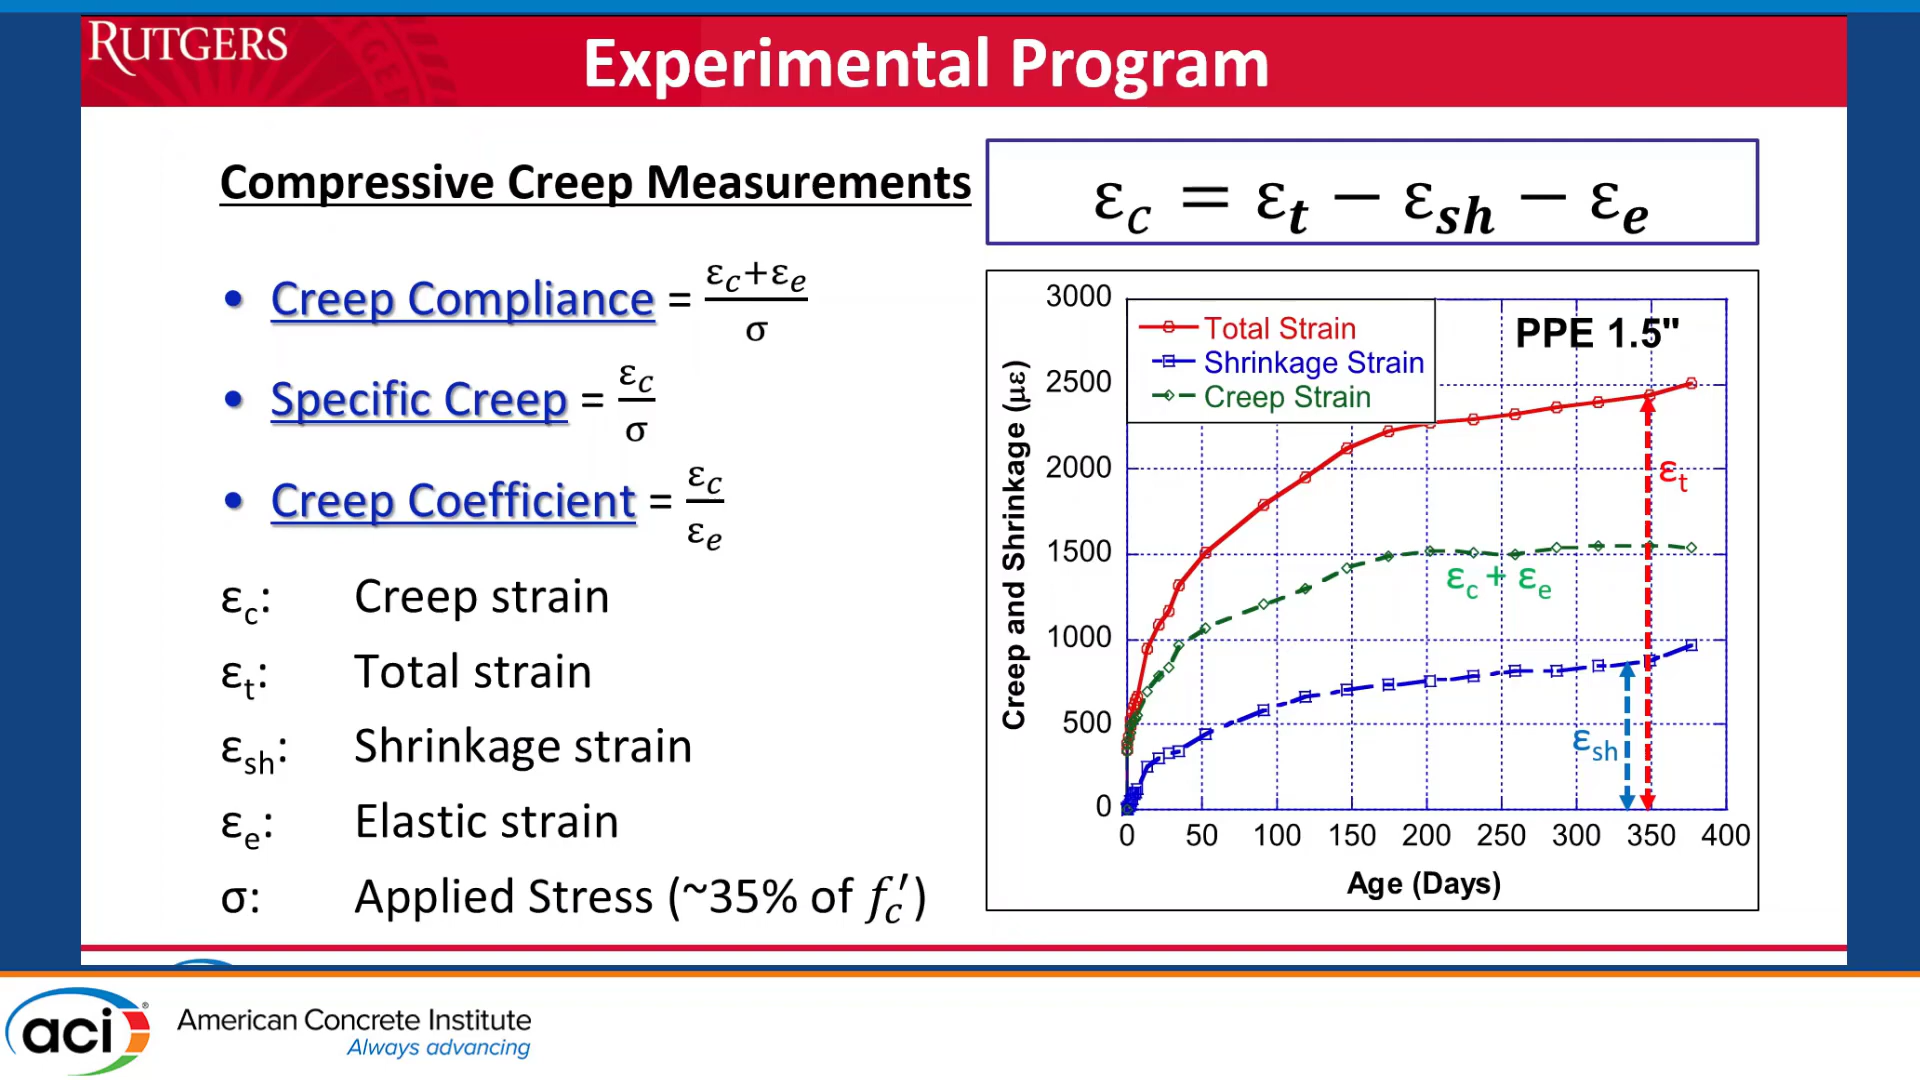 RUTGERS
Experimental Program
Compressive Creep Measurements
εc = εt − εsh − εe
• Creep Compliance = εc+εe / σ
• Specific Creep = εc / σ
• Creep Coefficient = εc / εe
εc: Creep strain
εt: Total strain
εsh: Shrinkage strain
εe: Elastic strain
σ: Applied Stress (~35% of f′c)
Creep and Shrinkage (µε)
3000
2500
2000
1500
1000
500
0
Total Strain
Shrinkage Strain
Creep Strain
PPE 1.5"
εt
εc + εe
εsh
0 50 100 150 200 250 300 350 400
Age (Days)
aci®
American Concrete Institute
Always advancing